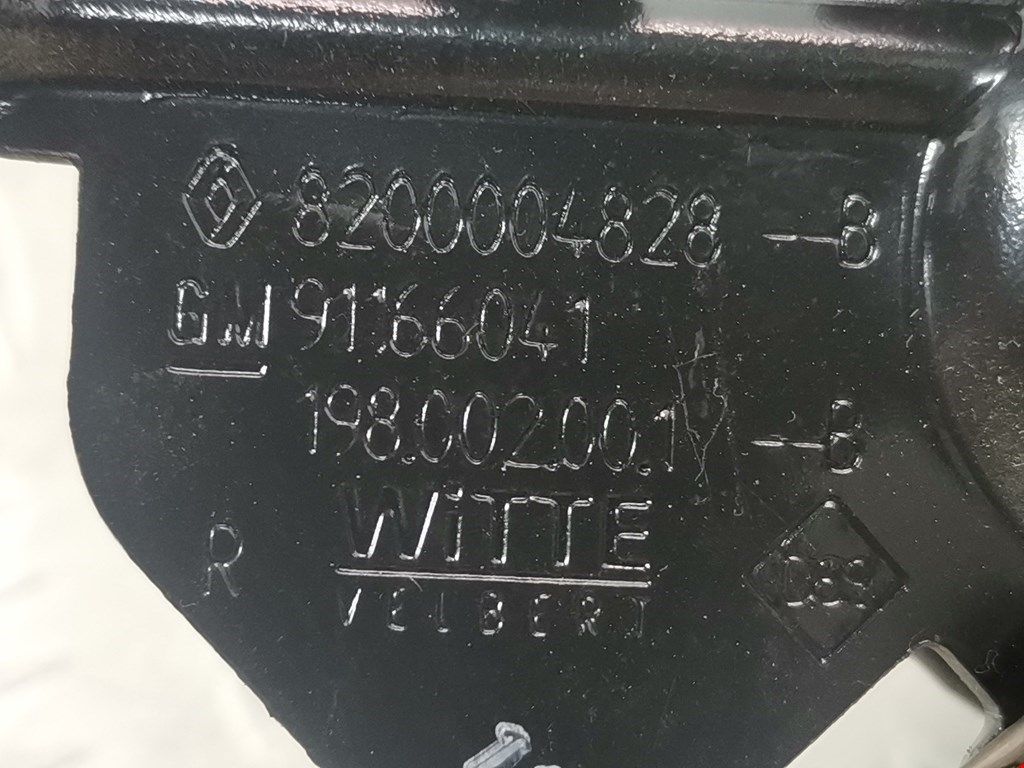 8200004828 -B
GM 91166041
198.002.00.1 -B
R
WiTTE
VELBERT